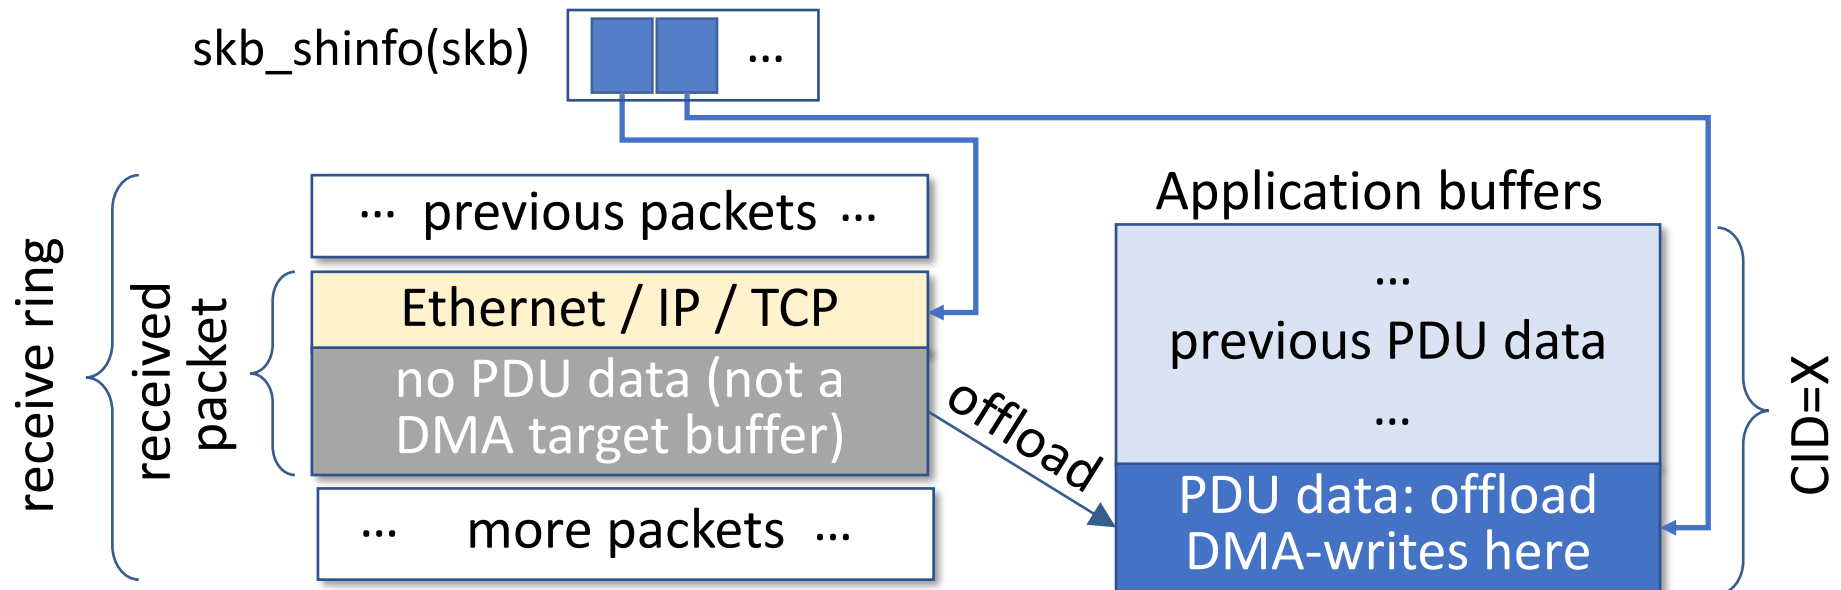 skb_shinfo(skb)
...
Application buffers
... previous packets ...
receive ring
received
packet
Ethernet / IP / TCP
no PDU data (not a
DMA target buffer)
... more packets ...
offload
...
previous PDU data
...
PDU data: offload
DMA-writes here
CID=X